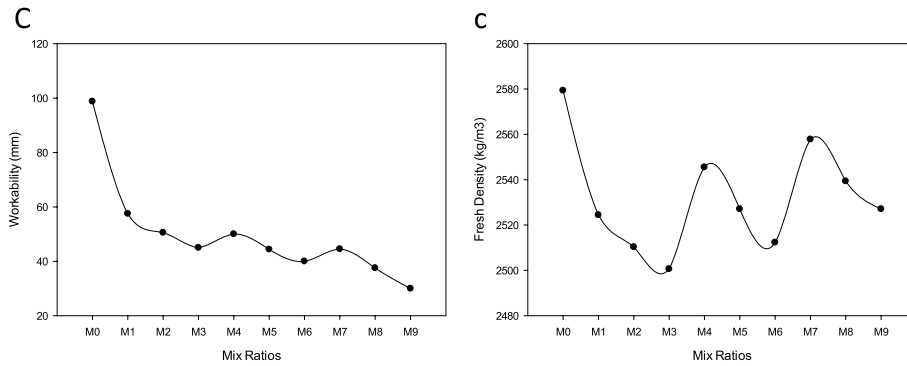 C
120
100
80
60
40
20
Workability (mm)
M0 M1 M2 M3 M4 M5 M6 M7 M8 M9
Mix Ratios
c
2600
2580
2560
2540
2520
2500
2480
Fresh Density (kg/m3)
M0 M1 M2 M3 M4 M5 M6 M7 M8 M9
Mix Ratios